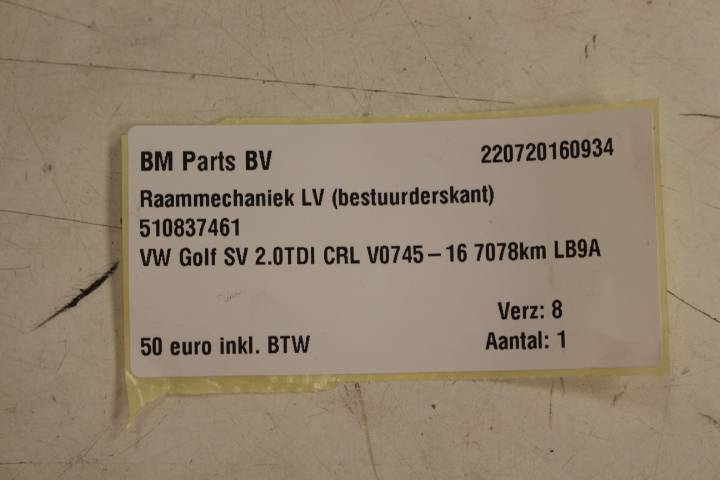 BM Parts BV 220720160934
Raammechaniek LV (bestuurderskant)
510837461
VW Golf SV 2.0TDI CRL V0745 – 16 7078km LB9A
Verz: 8
50 euro inkl. BTW Aantal: 1